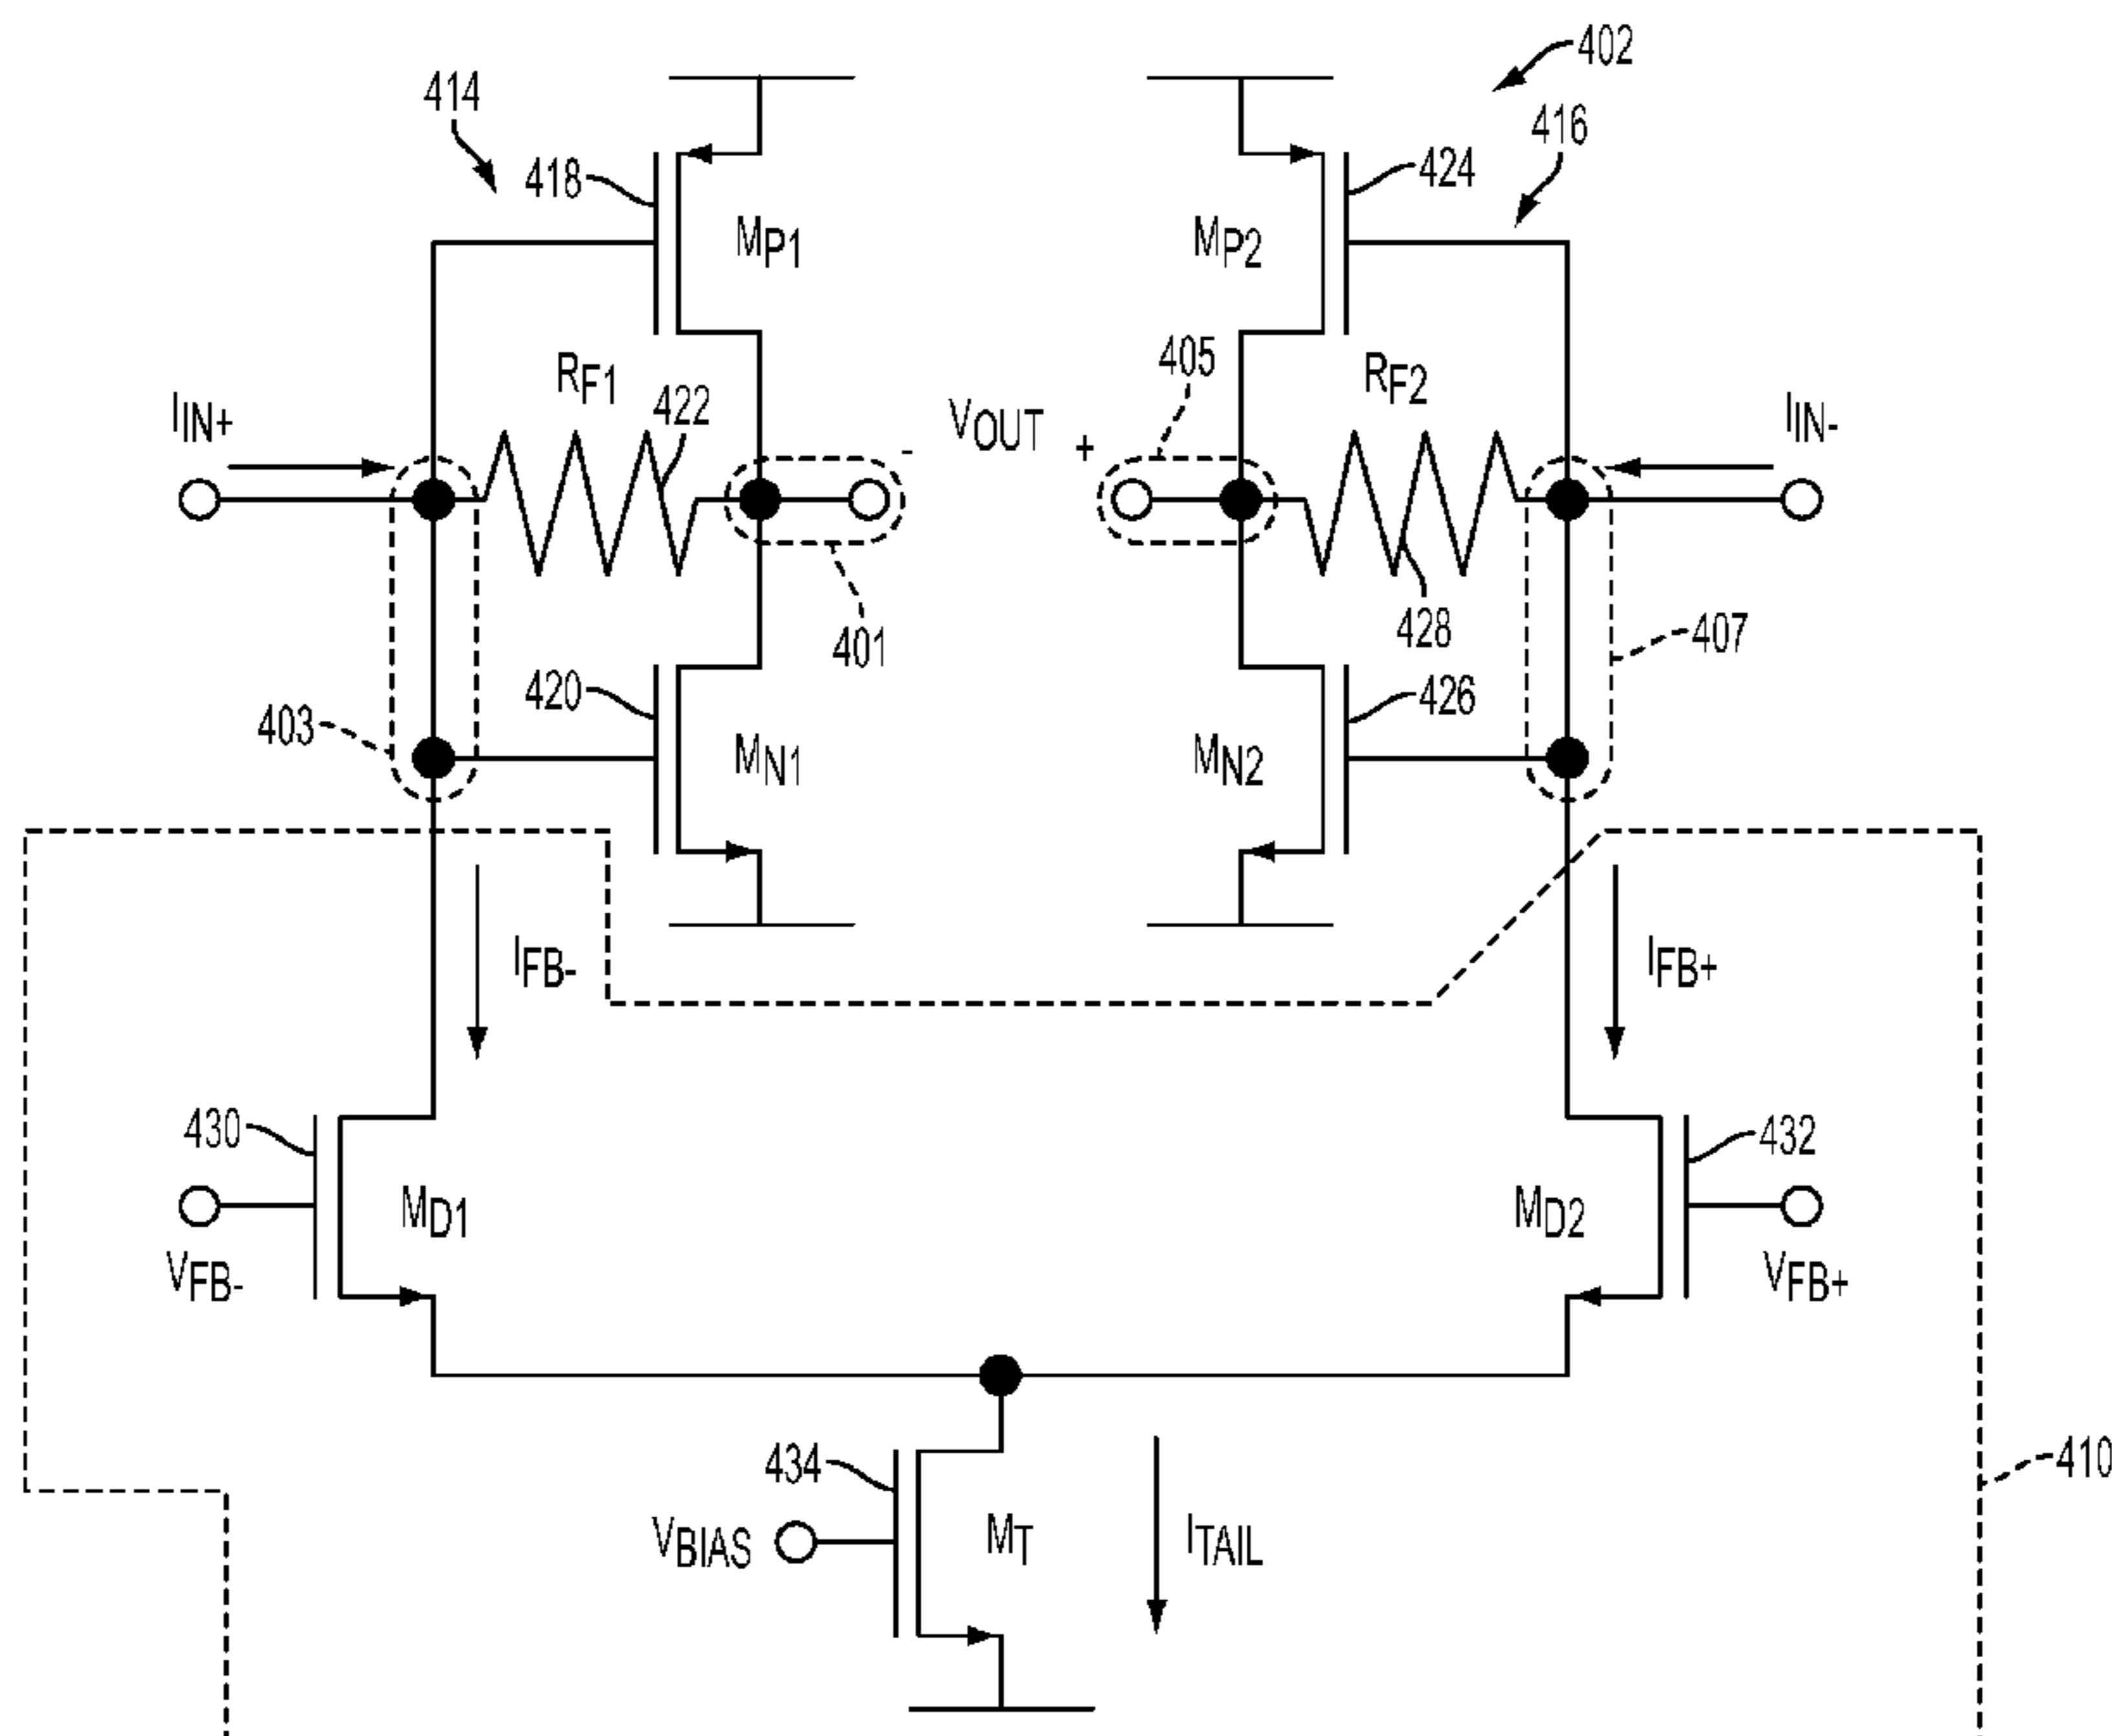 402
414
416
418
424
MP1
MP2
405
RF1
RF2
422
IIN+
VOUT
-
+
IIN-
401
428
407
420
426
403
MN1
MN2
IFB-
IFB+
430
432
MD1
MD2
VFB-
VFB+
434
410
VBIAS
MT
ITAIL